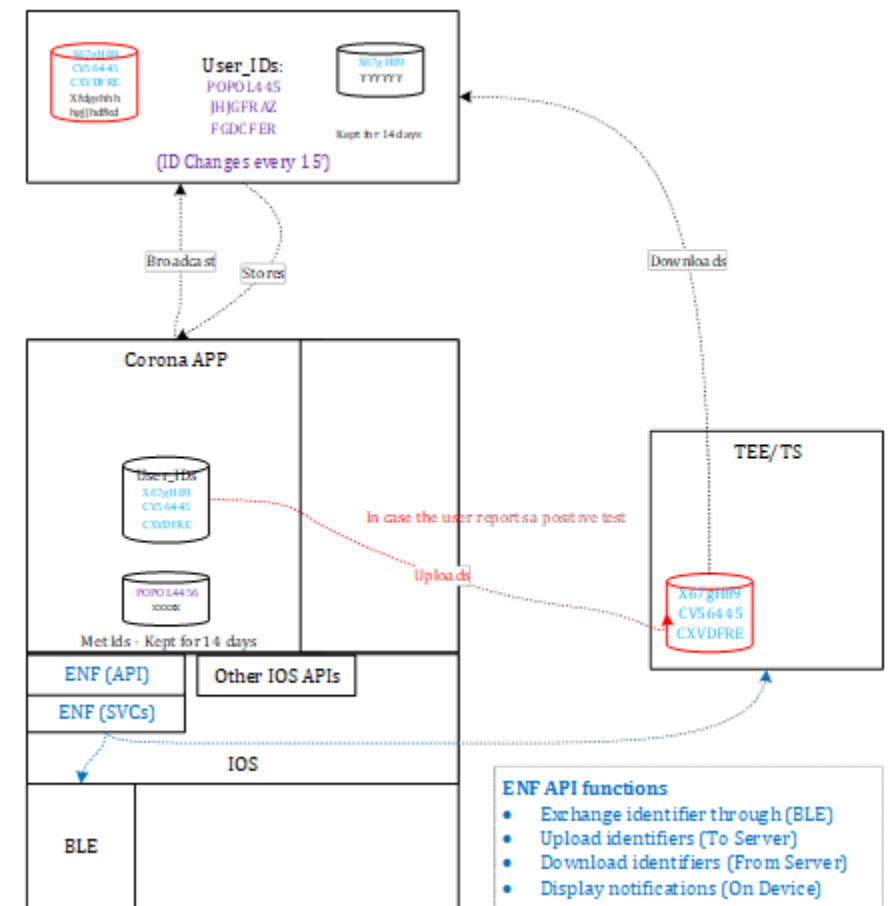 X67gH89
CV56445
CXVDFRE
User_IDs:
POPOL445
JHJGFRAZ
FGDCFER
(ID Changes every 15')
X67gH89
YYYYYY
Kept for 14 days
Broadcast
Stores
Downloads
Corona APP
User_IDs
X67gH89
CV56445
CXVDFRE
POPOL4456
xxxxx
Met Ids - Kept for 14 days
In case the user reports a positive test
Uploads
TEE/TS
X67gH89
CV56445
CXVDFRE
ENF (API)
Other IOS APIs
ENF (SVCs)
IOS
BLE
ENF API functions
• Exchange identifier through (BLE)
• Upload identifiers (To Server)
• Download identifiers (From Server)
• Display notifications (On Device)